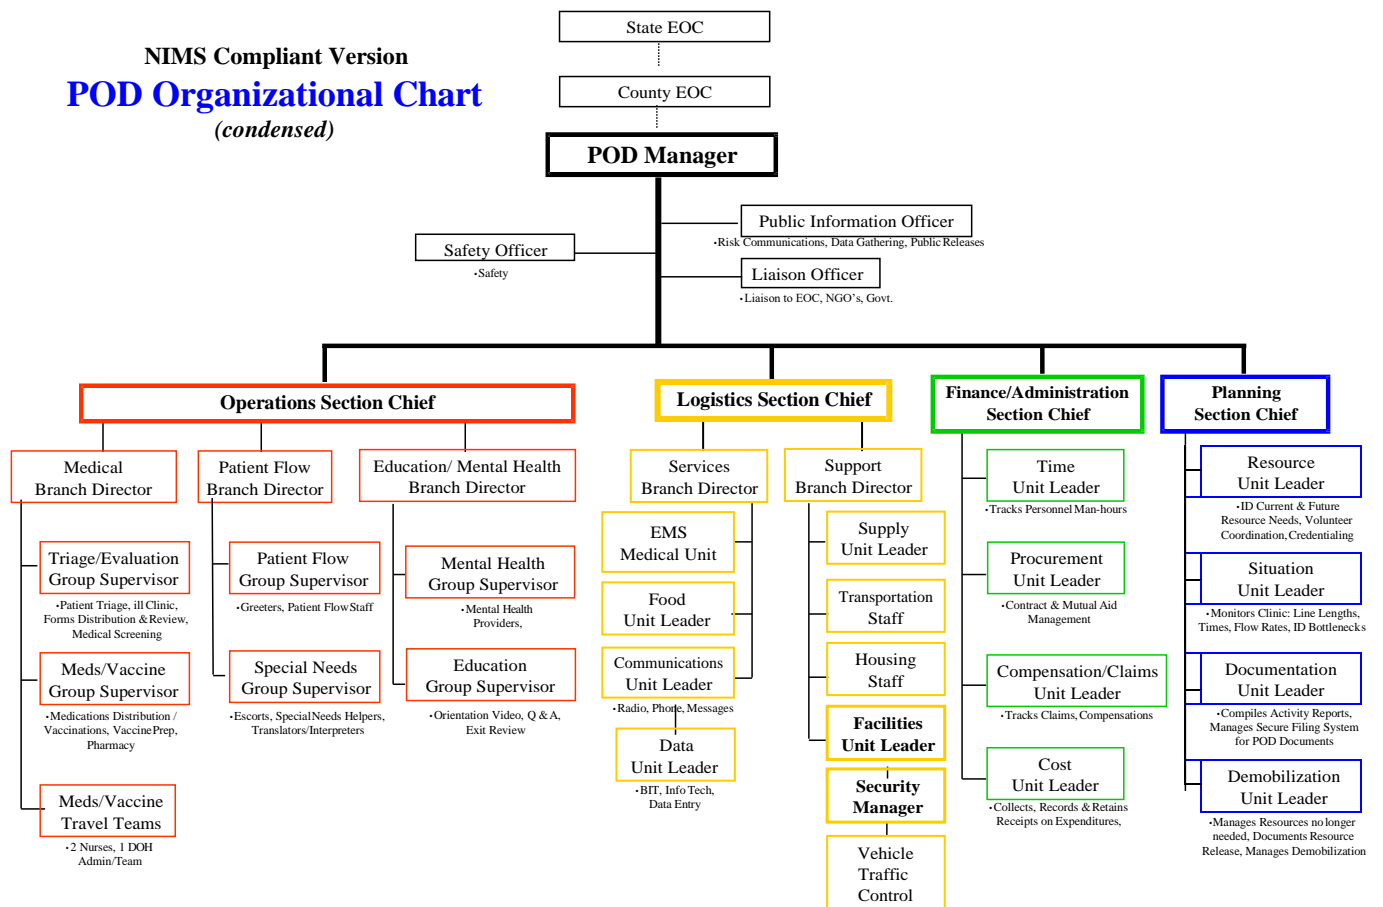 State EOC
NIMS Compliant Version
POD Organizational Chart
(condensed)
County EOC
POD Manager
Public Information Officer
•Risk Communications, Data Gathering, Public Releases
Safety Officer
•Safety
Liaison Officer
•Liaison to EOC, NGO's, Govt.
Operations Section Chief
Logistics Section Chief
Finance/Administration
Section Chief
Planning
Section Chief
Medical
Branch Director
Triage/Evaluation
Group Supervisor
•Patient Triage, ill Clinic,
Forms Distribution & Review,
Medical Screening
Meds/Vaccine
Group Supervisor
•Medications Distribution /
Vaccinations, Vaccine Prep,
Pharmacy
Meds/Vaccine
Travel Teams
•2 Nurses, 1 DOH
Admin/Team
Patient Flow
Branch Director
Patient Flow
Group Supervisor
•Greeters, Patient Flow Staff
Special Needs
Group Supervisor
•Escorts, Special Needs Helpers,
Translators/Interpreters
Education/ Mental Health
Branch Director
Mental Health
Group Supervisor
•Mental Health
Providers,
Education
Group Supervisor
•Orientation Video, Q & A,
Exit Review
Services
Branch Director
EMS
Medical Unit
Food
Unit Leader
Communications
Unit Leader
•Radio, Phone, Messages
Data
Unit Leader
•BIT, Info Tech,
Data Entry
Support
Branch Director
Supply
Unit Leader
Transportation
Staff
Housing
Staff
Facilities
Unit Leader
Security
Manager
Vehicle
Traffic
Control
Time
Unit Leader
•Tracks Personnel Man-hours
Procurement
Unit Leader
•Contract & Mutual Aid
Management
Compensation/Claims
Unit Leader
•Tracks Claims, Compensations
Cost
Unit Leader
•Collects, Records & Retains
Receipts on Expenditures,
Resource
Unit Leader
•ID Current & Future
Resource Needs, Volunteer
Coordination, Credentialing
Situation
Unit Leader
•Monitors Clinic: Line Lengths,
Times, Flow Rates, ID Bottlenecks
Documentation
Unit Leader
•Compiles Activity Reports,
Manages Secure Filing System
for POD Documents
Demobilization
Unit Leader
•Manages Resources no longer
needed, Documents Resource
Release, Manages Demobilization